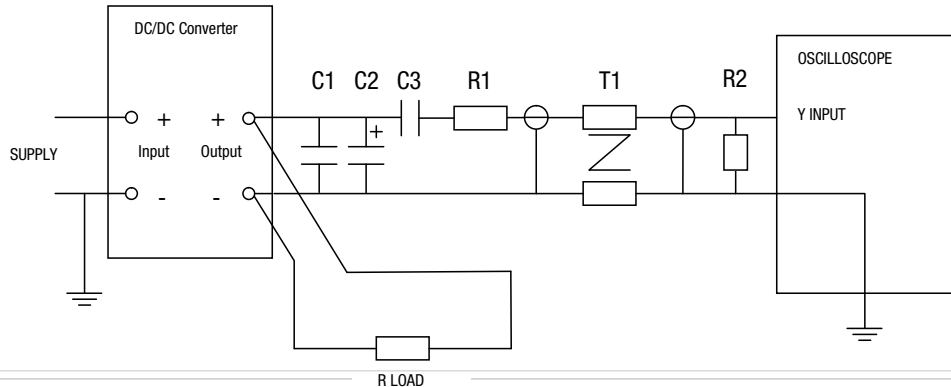 DC/DC Converter
OSCILLOSCOPE
C1 C2 C3 R1 T1 R2
+ + + Y INPUT
SUPPLY Input Output
- -
R LOAD